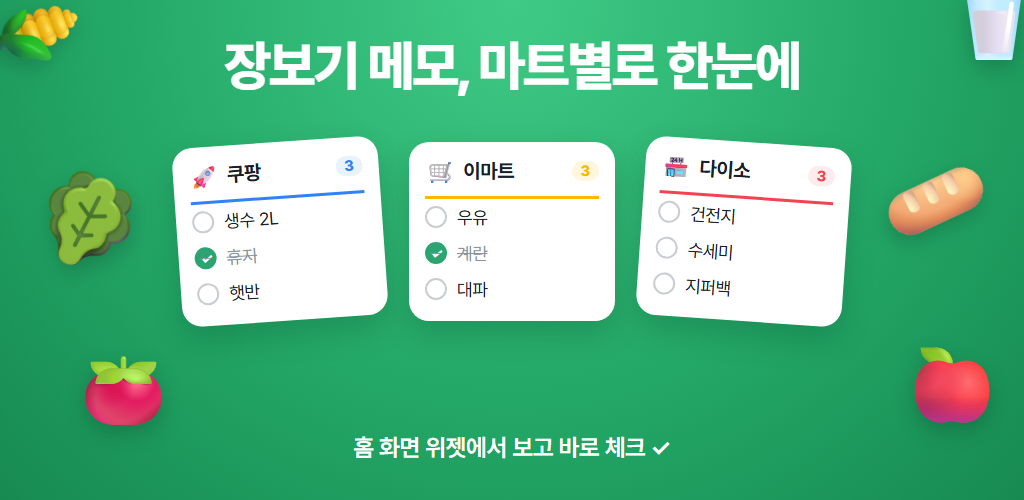 장보기 메모, 마트별로 한눈에
쿠팡 3
생수 2L
휴지
햇반
이마트 3
우유
계란
대파
다이소 3
건전지
수세미
지퍼백
홈 화면 위젯에서 보고 바로 체크 ✓